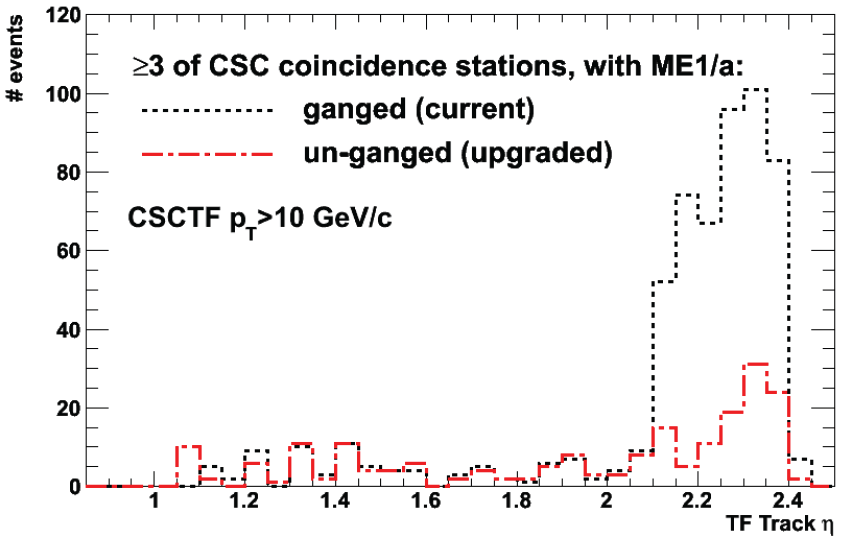 120
100
80
60
40
20
0
# events
≥3 of CSC coincidence stations, with ME1/a:
ganged (current)
un-ganged (upgraded)
CSCTF pT>10 GeV/c
1 1.2 1.4 1.6 1.8 2 2.2 2.4
TF Track η